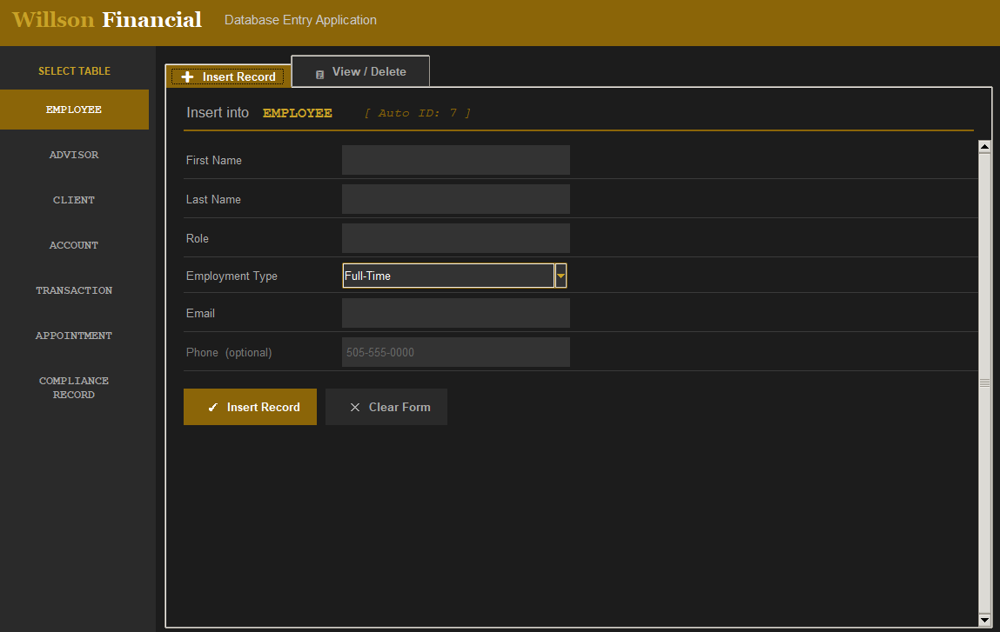 Willson Financial Database Entry Application
SELECT TABLE
EMPLOYEE
ADVISOR
CLIENT
ACCOUNT
TRANSACTION
APPOINTMENT
COMPLIANCE
RECORD
Insert Record
View / Delete
Insert into EMPLOYEE [ Auto ID: 7 ]
First Name
Last Name
Role
Employment Type Full-Time
Email
Phone (optional) 505-555-0000
✓ Insert Record
✕ Clear Form